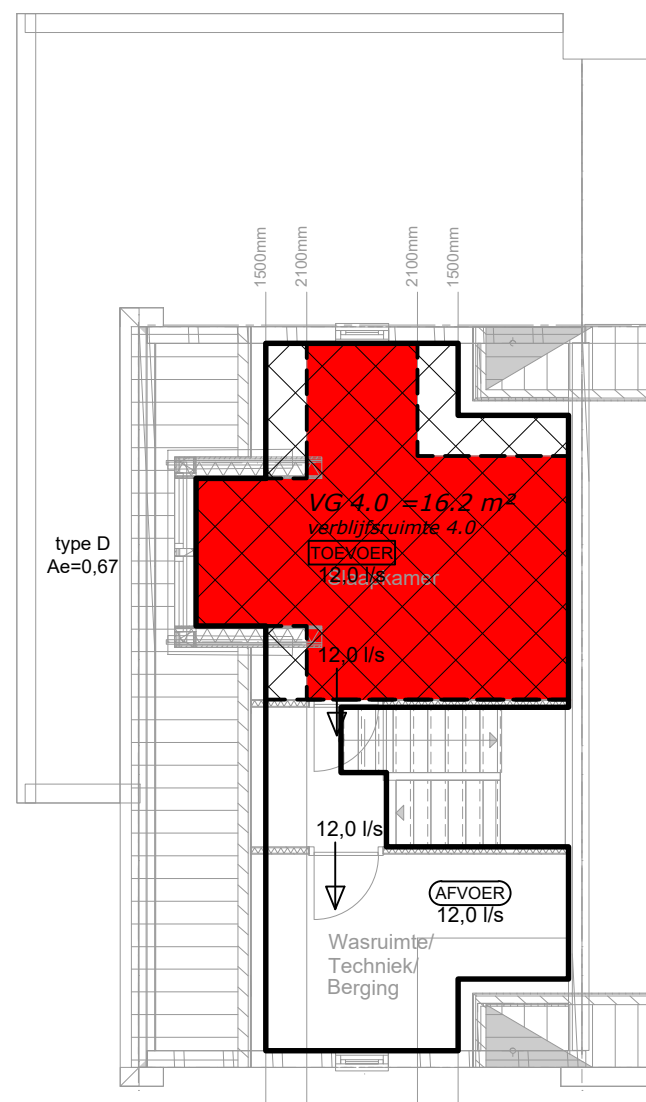 1500mm
2100mm
2100mm
1500mm
VG 4.0 =16.2 m²
verblijfsruimte 4.0
TOEVOER
12,0 l/s
Slaapkamer
type D
Ae=0,67
12,0 l/s
12,0 l/s
AFVOER
12,0 l/s
Wasruimte/
Techniek/
Berging